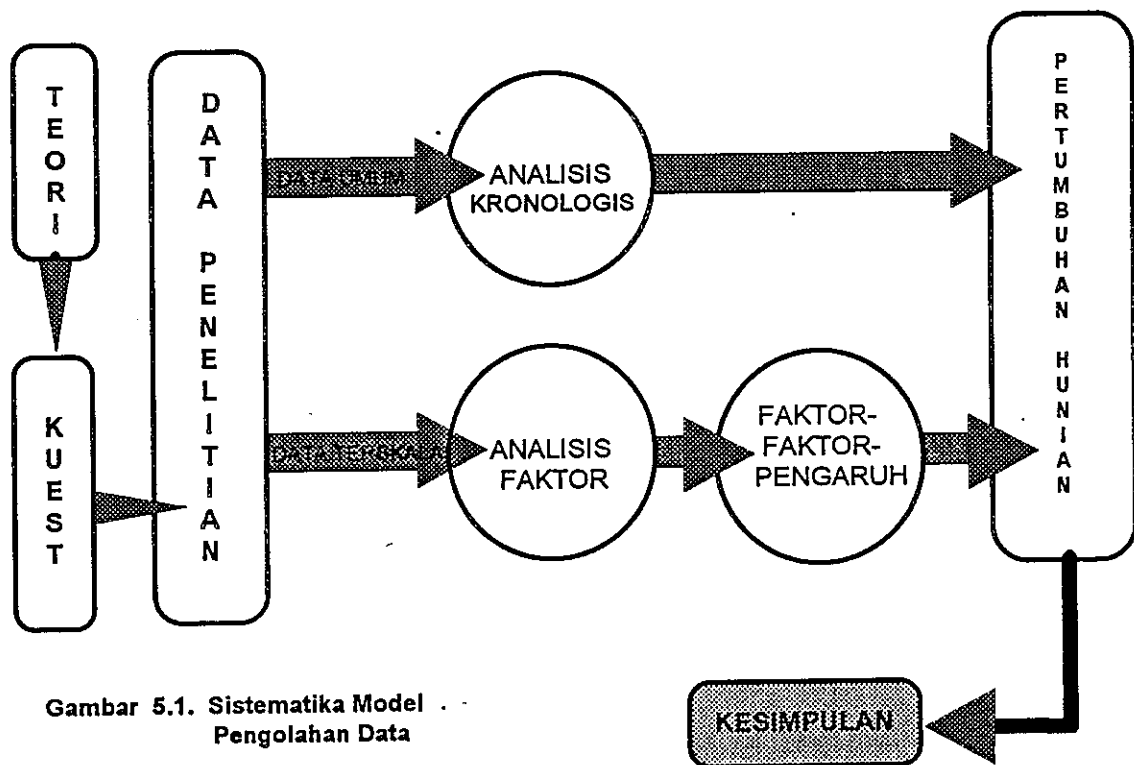 TEORI
KUEST
DATA PENELITIAN
DATA UMUM
ANALISIS
KRONOLOGIS
DATA TERSKALA
ANALISIS
FAKTOR
FAKTOR-
FAKTOR-
PENGARUH
PERTUMBUHAN HUNIAN
KESIMPULAN
Gambar 5.1. Sistematika Model
Pengolahan Data